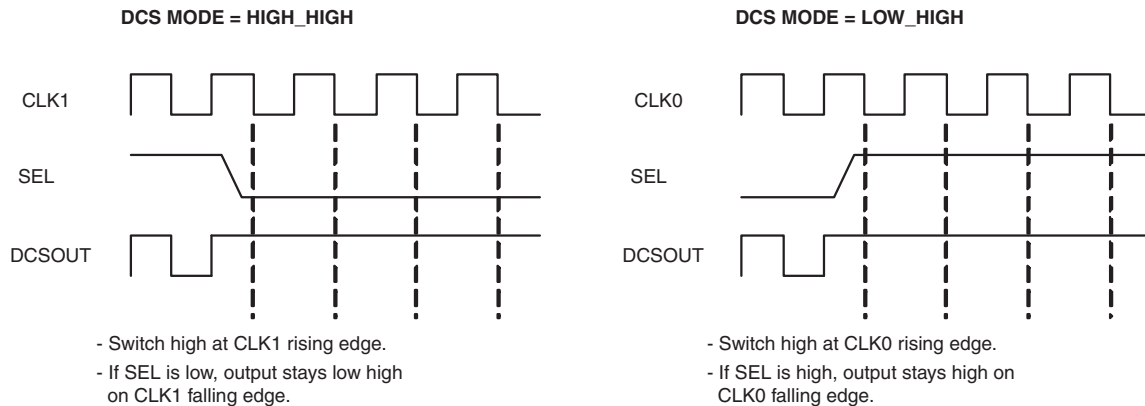 DCS MODE = HIGH_HIGH
CLK1
SEL
DCSOUT
- Switch high at CLK1 rising edge.
- If SEL is low, output stays low high
on CLK1 falling edge.
DCS MODE = LOW_HIGH
CLK0
SEL
DCSOUT
- Switch high at CLK0 rising edge.
- If SEL is high, output stays high on
CLK0 falling edge.